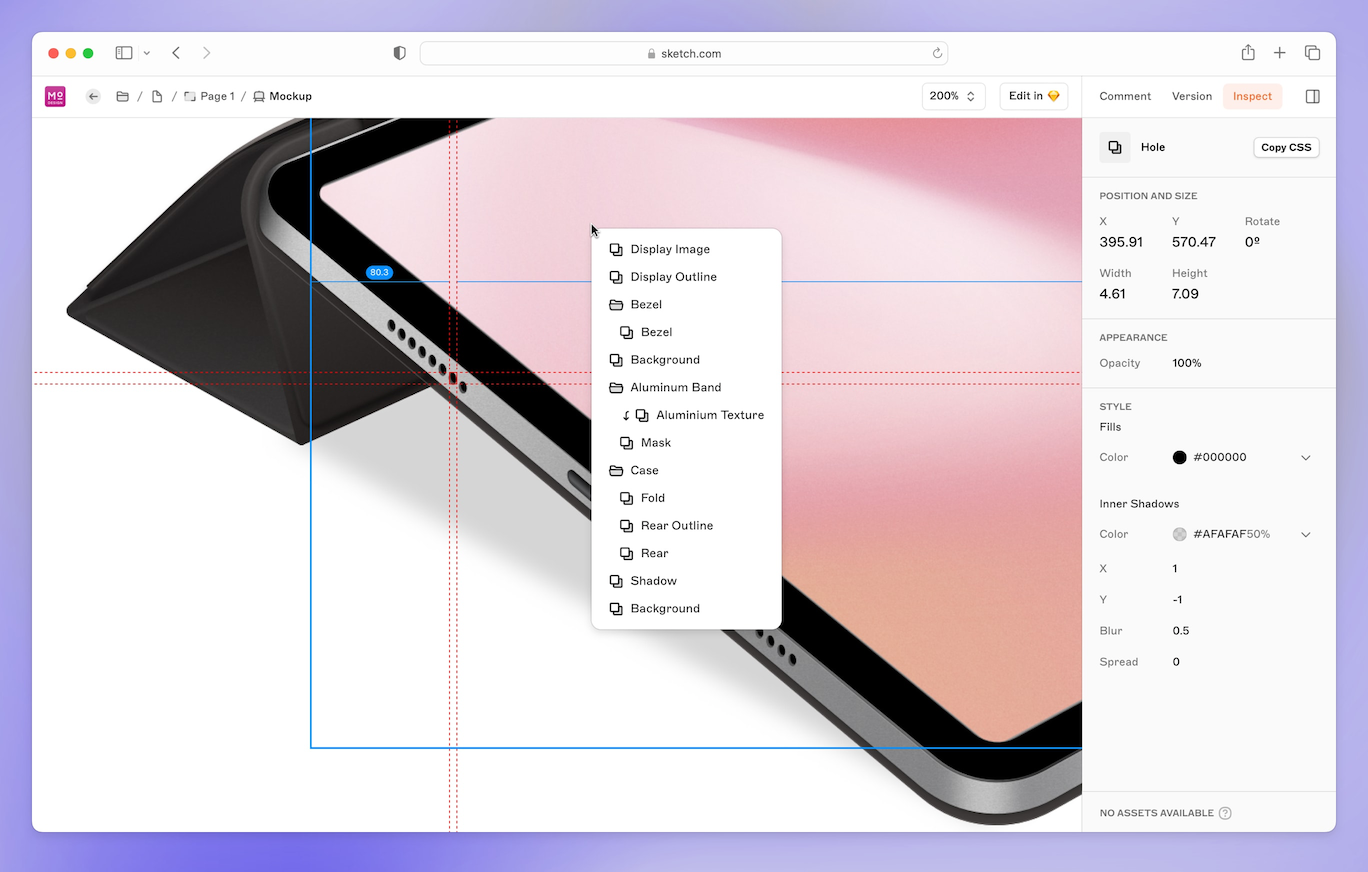 sketch.com
MO
DESIGN
/ / Page 1 / Mockup
200%
Edit in
Comment Version Inspect
Hole
Copy CSS
POSITION AND SIZE
X Y Rotate
395.91 570.47 0º
Width Height
4.61 7.09
APPEARANCE
Opacity 100%
STYLE
Fills
Color #000000
Inner Shadows
Color #AFAFAF50%
X 1
Y -1
Blur 0.5
Spread 0
NO ASSETS AVAILABLE ?
80.3
Display Image
Display Outline
Bezel
Bezel
Background
Aluminum Band
Aluminium Texture
Mask
Case
Fold
Rear Outline
Rear
Shadow
Background